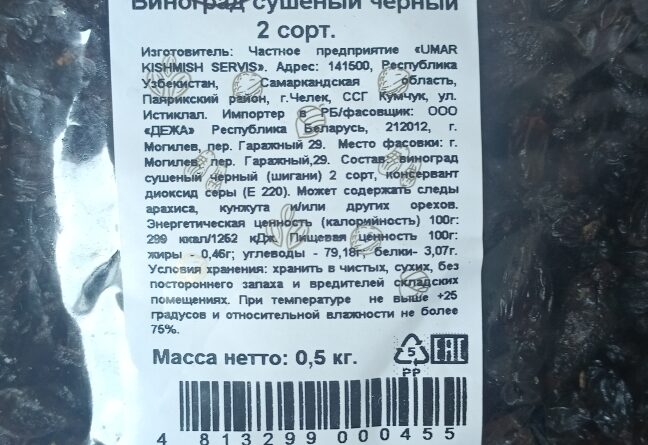 Виноград сушеный черный
2 сорт.
Изготовитель: Частное предприятие «UMAR
KISHMISH SERVIS». Адрес: 141500, Республика
Узбекистан, Самаркандская область,
Паярикский район, г.Челек, ССГ Кумчук, ул.
Истиклал. Импортер в РБ/фасовщик: ООО
«ДЕЖА» Республика Беларусь, 212012, г.
Могилев, пер. Гаражный 29. Место фасовки: г.
Могилев, пер. Гаражный,29. Состав: виноград
сушеный черный (шигани) 2 сорт, консервант
диоксид серы (Е 220). Может содержать следы
арахиса, кунжута и/или других орехов.
Энергетическая ценность (калорийность) 100г:
299 ккал/1252 кДж. Пищевая ценность 100г:
жиры - 0,46г; углеводы - 79,18г; белки- 3,07г.
Условия хранения: хранить в чистых, сухих, без
постороннего запаха и вредителей складских
помещениях. При температуре не выше +25
градусов и относительной влажности не более
75%.
Масса нетто: 0,5 кг.
5
PP
EAC
4 813299 000455